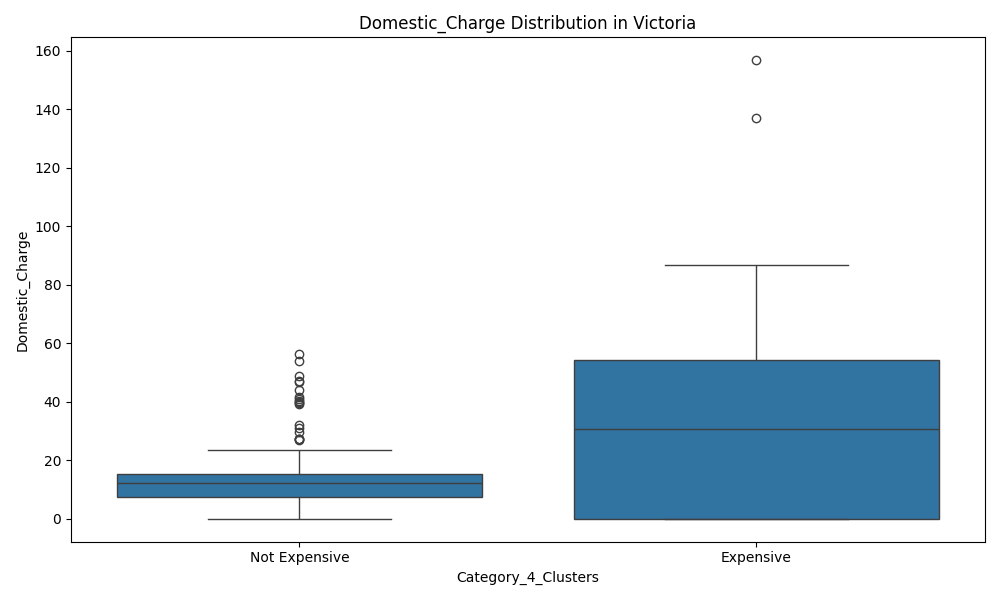 Domestic_Charge Distribution in Victoria
160
140
120
100
80
60
40
20
0
Domestic_Charge
Not Expensive
Expensive
Category_4_Clusters